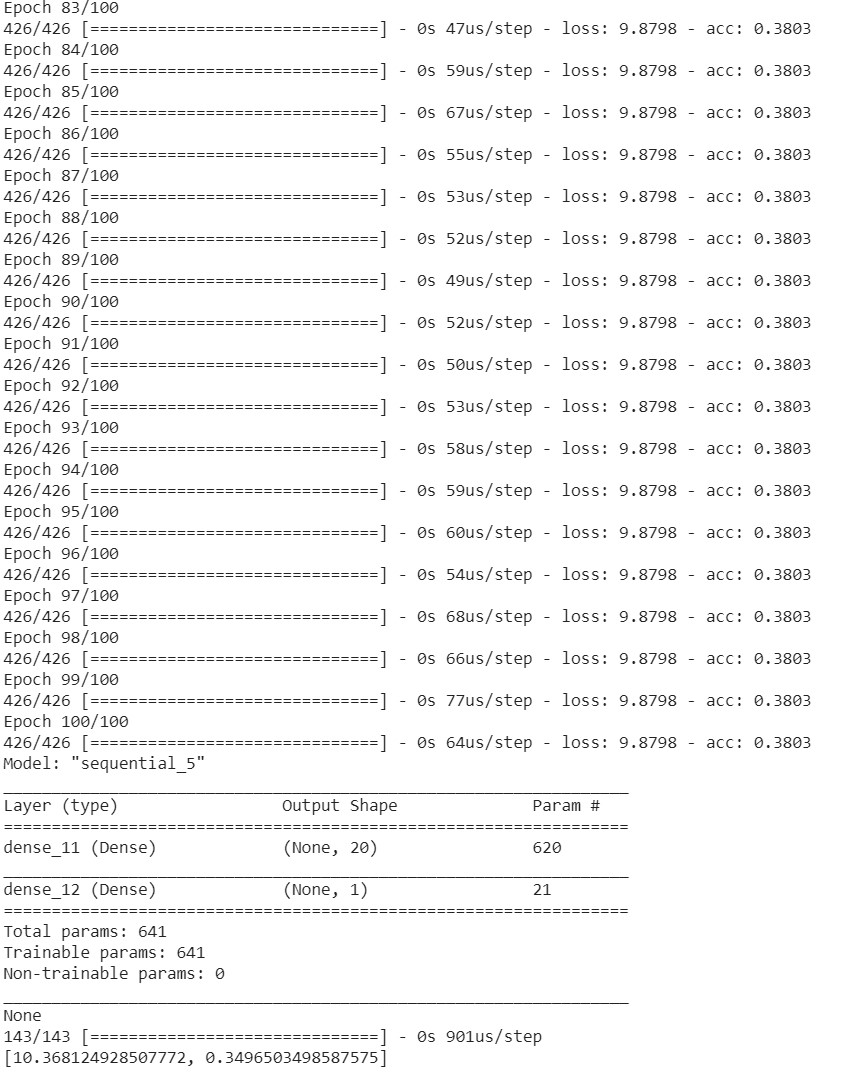 Epoch 83/100
426/426 [==============================] - 0s 47us/step - loss: 9.8798 - acc: 0.3803
Epoch 84/100
426/426 [==============================] - 0s 59us/step - loss: 9.8798 - acc: 0.3803
Epoch 85/100
426/426 [==============================] - 0s 67us/step - loss: 9.8798 - acc: 0.3803
Epoch 86/100
426/426 [==============================] - 0s 55us/step - loss: 9.8798 - acc: 0.3803
Epoch 87/100
426/426 [==============================] - 0s 53us/step - loss: 9.8798 - acc: 0.3803
Epoch 88/100
426/426 [==============================] - 0s 52us/step - loss: 9.8798 - acc: 0.3803
Epoch 89/100
426/426 [==============================] - 0s 49us/step - loss: 9.8798 - acc: 0.3803
Epoch 90/100
426/426 [==============================] - 0s 52us/step - loss: 9.8798 - acc: 0.3803
Epoch 91/100
426/426 [==============================] - 0s 50us/step - loss: 9.8798 - acc: 0.3803
Epoch 92/100
426/426 [==============================] - 0s 53us/step - loss: 9.8798 - acc: 0.3803
Epoch 93/100
426/426 [==============================] - 0s 58us/step - loss: 9.8798 - acc: 0.3803
Epoch 94/100
426/426 [==============================] - 0s 59us/step - loss: 9.8798 - acc: 0.3803
Epoch 95/100
426/426 [==============================] - 0s 60us/step - loss: 9.8798 - acc: 0.3803
Epoch 96/100
426/426 [==============================] - 0s 54us/step - loss: 9.8798 - acc: 0.3803
Epoch 97/100
426/426 [==============================] - 0s 68us/step - loss: 9.8798 - acc: 0.3803
Epoch 98/100
426/426 [==============================] - 0s 66us/step - loss: 9.8798 - acc: 0.3803
Epoch 99/100
426/426 [==============================] - 0s 77us/step - loss: 9.8798 - acc: 0.3803
Epoch 100/100
426/426 [==============================] - 0s 64us/step - loss: 9.8798 - acc: 0.3803
Model: "sequential_5"
_________________________________________________________________
Layer (type)                 Output Shape              Param #
=================================================================
dense_11 (Dense)             (None, 20)                620
_________________________________________________________________
dense_12 (Dense)             (None, 1)                 21
=================================================================
Total params: 641
Trainable params: 641
Non-trainable params: 0
_________________________________________________________________
None
143/143 [==============================] - 0s 901us/step
[10.368124928507772, 0.3496503498587575]